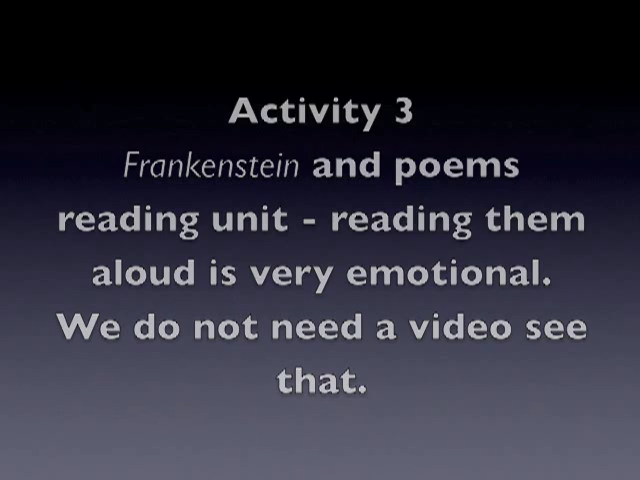 Activity 3
Frankenstein and poems
reading unit - reading them
aloud is very emotional.
We do not need a video see
that.